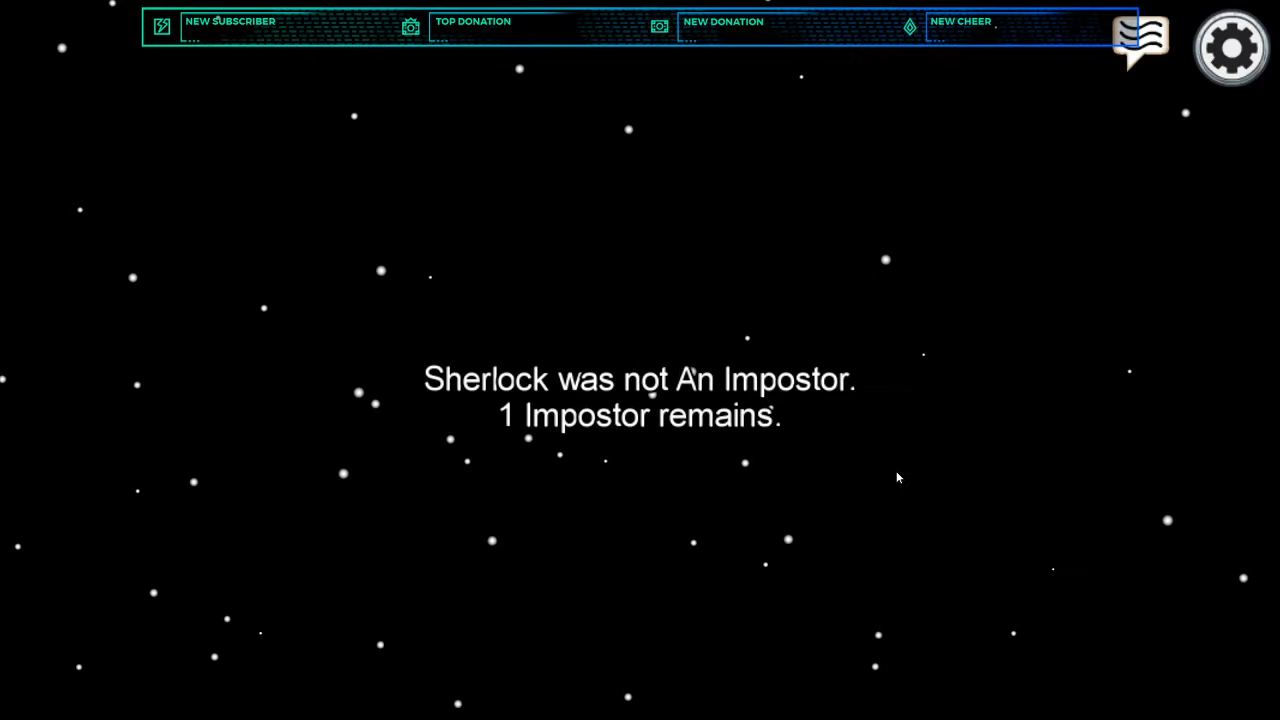 NEW SUBSCRIBER
TOP DONATION
NEW DONATION
NEW CHEER
Sherlock was not An Impostor.
1 Impostor remains.